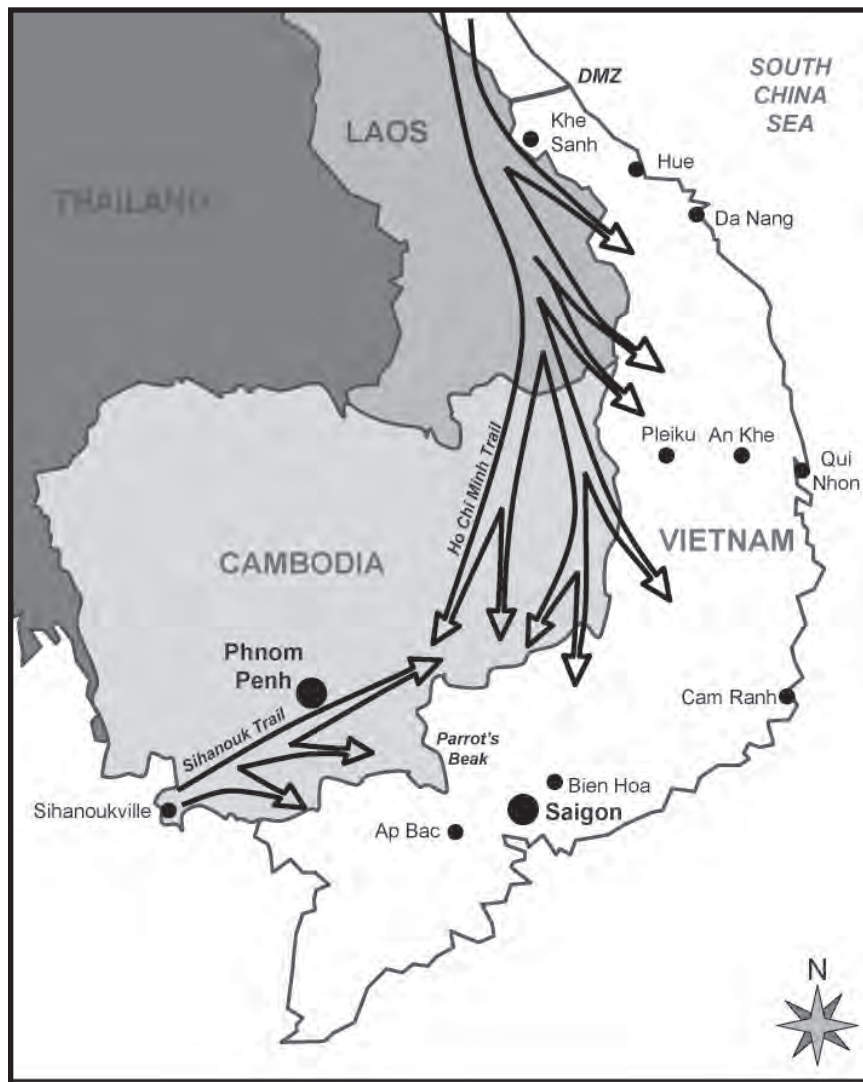 DMZ
SOUTH
CHINA
SEA
LAOS
Khe
Sanh
Hue
THAILAND
Da Nang
Ho Chi Minh Trail
Pleiku
An Khe
Qui
Nhon
VIETNAM
CAMBODIA
Phnom
Penh
Cam Ranh
Sihanouk Trail
Parrot's
Beak
Bien Hoa
Sihanoukville
Saigon
Ap Bac
N